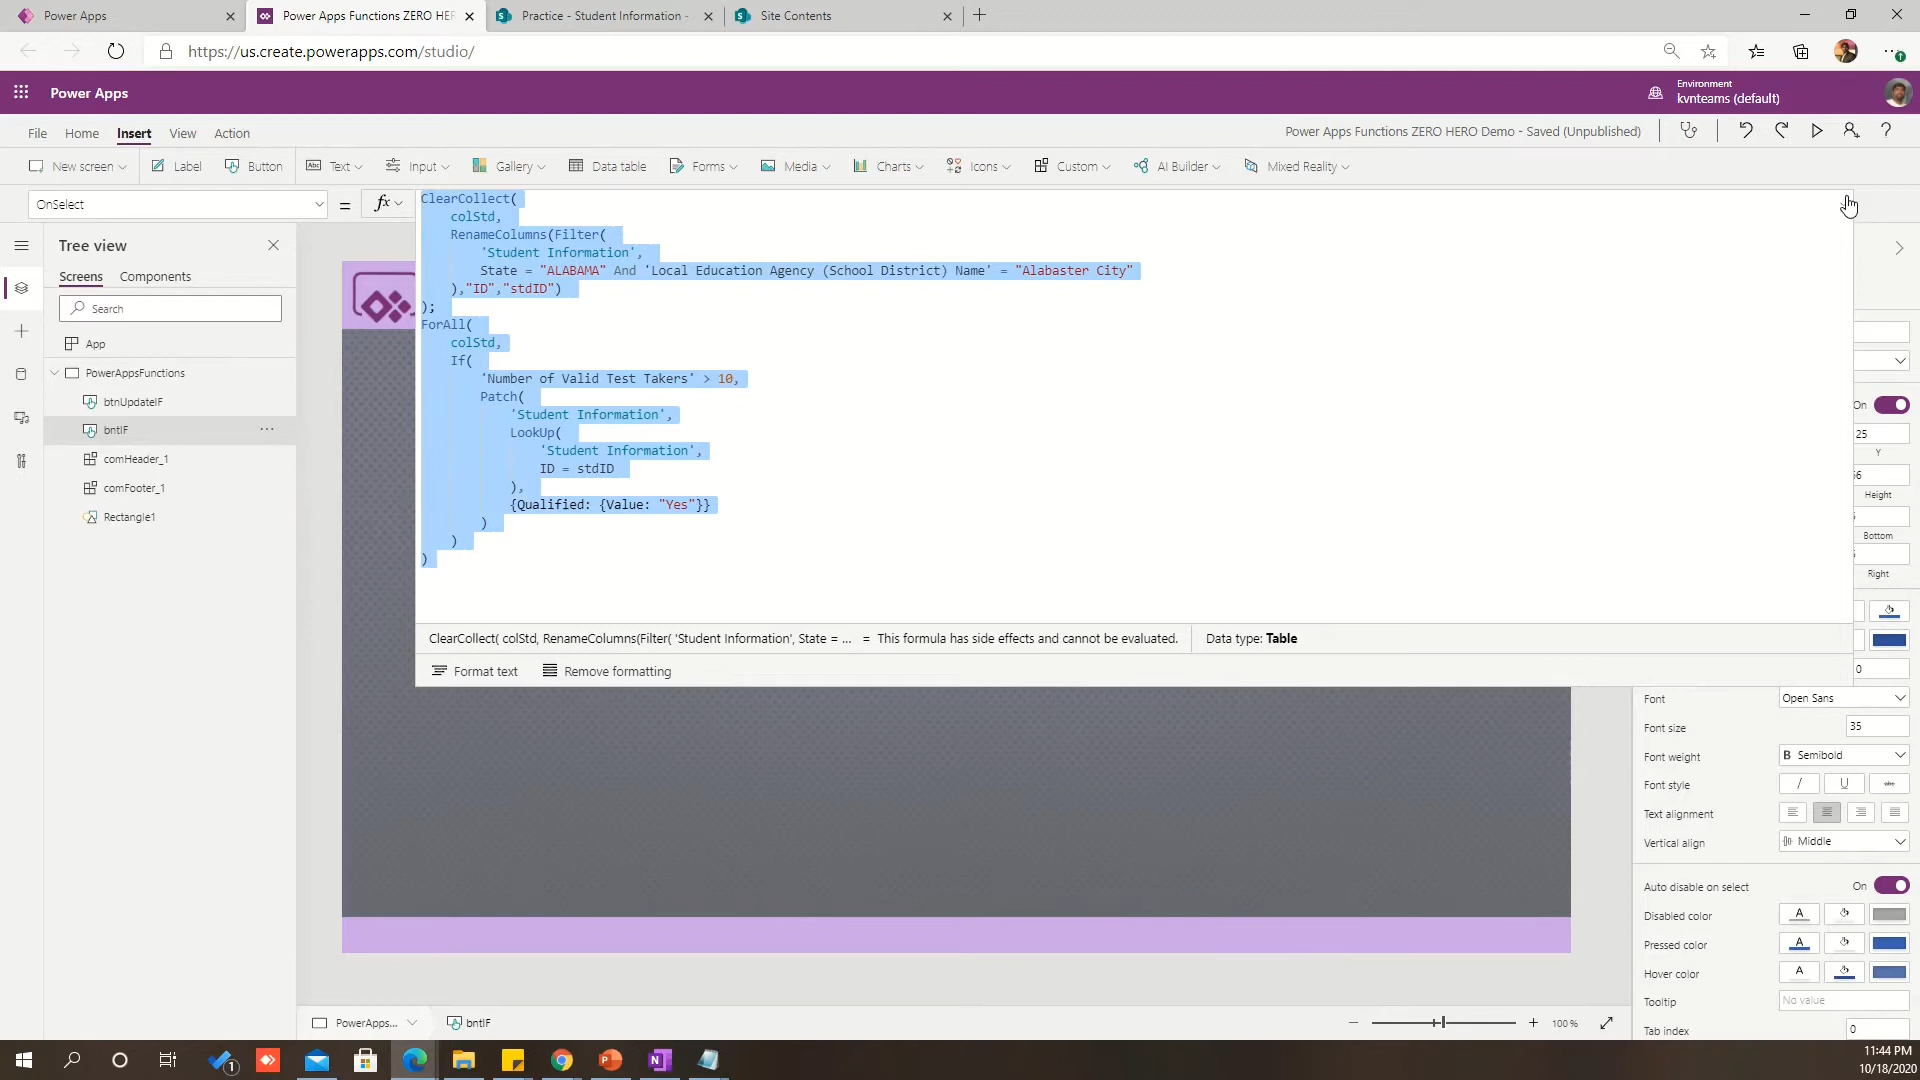 Power Apps
Power Apps Functions ZERO HER
Practice - Student Information -
Site Contents
https://us.create.powerapps.com/studio/
Power Apps
Environment
kvnteams (default)
File Home Insert View Action
Power Apps Functions ZERO HERO Demo - Saved (Unpublished)
New screen Label Button Text Input Gallery Data table Forms Media Charts Icons Custom AI Builder Mixed Reality
OnSelect = fx
ClearCollect(
colStd,
RenameColumns(Filter(
'Student Information',
State = "ALABAMA" And 'Local Education Agency (School District) Name' = "Alabaster City"
),"ID","stdID")
);
ForAll(
colStd,
If(
'Number of Valid Test Takers' > 10,
Patch(
'Student Information',
LookUp(
'Student Information',
ID = stdID
),
{Qualified: {Value: "Yes"}}
)
)
)
ClearCollect( colStd, RenameColumns(Filter( 'Student Information', State = ... = This formula has side effects and cannot be evaluated. Data type: Table
Format text Remove formatting
Tree view
Screens Components
Search
App
PowerAppsFunctions
btnUpdateIF
bntIF
comHeader_1
comFooter_1
Rectangle1
On
25
Y
Height
Bottom
Right
0
Font Open Sans
Font size 35
Font weight B Semibold
Font style / U abc
Text alignment
Vertical align Middle
Auto disable on select On
Disabled color A
Pressed color A
Hover color A
Tooltip No value
Tab index 0
PowerApps... bntIF
100 %
1
11:44 PM
10/18/2020